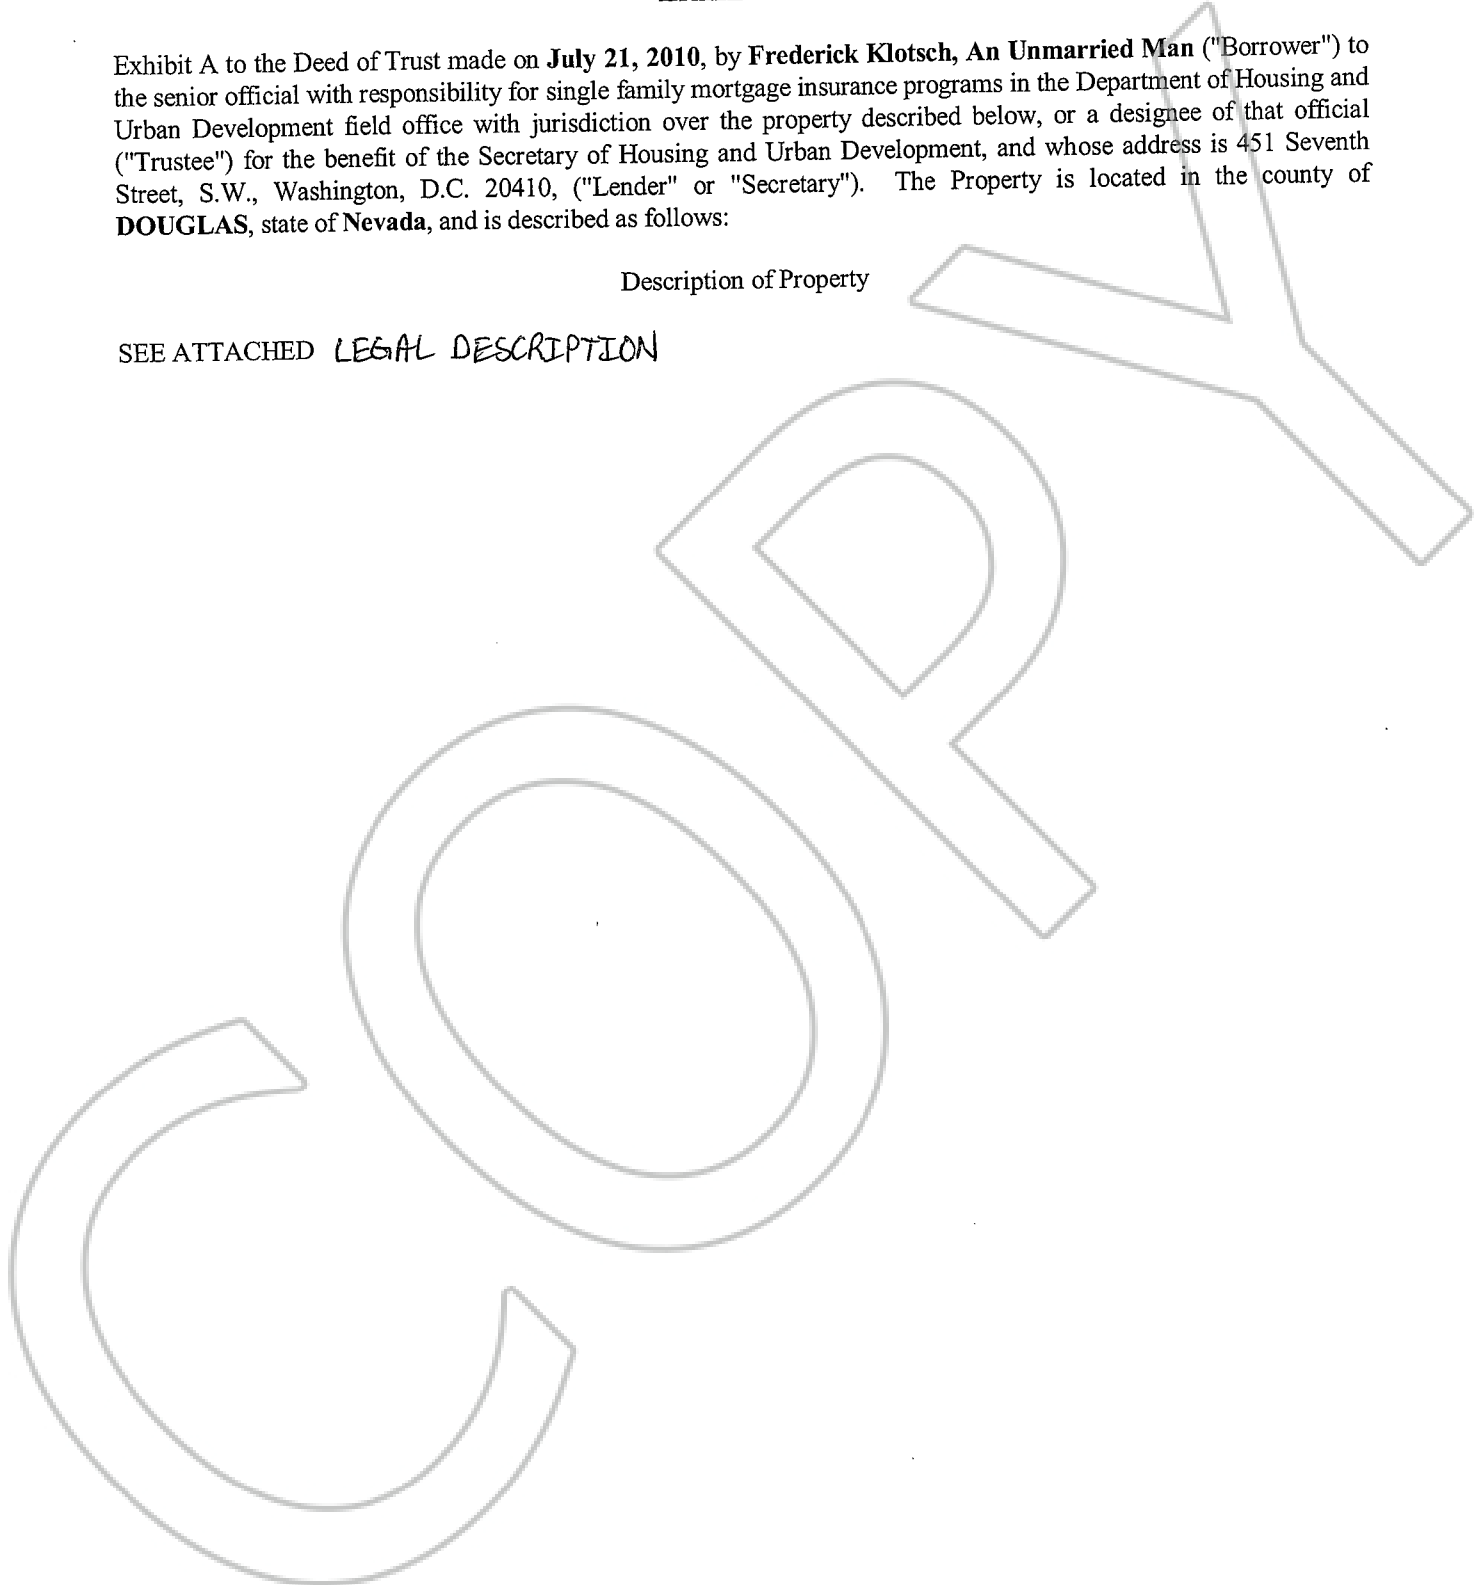 Exhibit A to the Deed of Trust made on July 21, 2010, by Frederick Klotsch, An Unmarried Man ("Borrower") to
the senior official with responsibility for single family mortgage insurance programs in the Department of Housing and
Urban Development field office with jurisdiction over the property described below, or a designee of that official
("Trustee") for the benefit of the Secretary of Housing and Urban Development, and whose address is 451 Seventh
Street, S.W., Washington, D.C. 20410, ("Lender" or "Secretary"). The Property is located in the county of
DOUGLAS, state of Nevada, and is described as follows:
Description of Property
SEE ATTACHED LEGAL DESCRIPTION
COPY